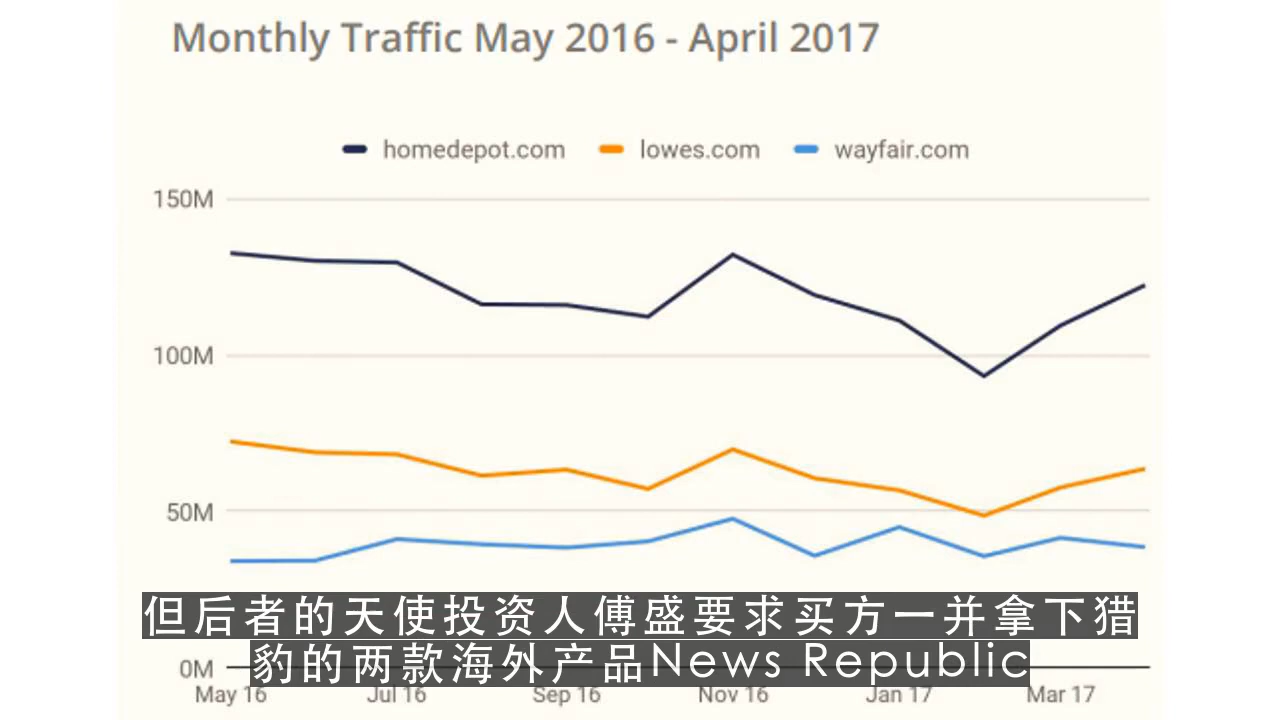 Monthly Traffic May 2016 - April 2017
homedepot.com lowes.com wayfair.com
150M
100M
50M
但后者的天使投资人傅盛要求买方一并拿下猎
豹的两款海外产品News Republic
0M
May 16 Jul 16 Sep 16 Nov 16 Jan 17 Mar 17